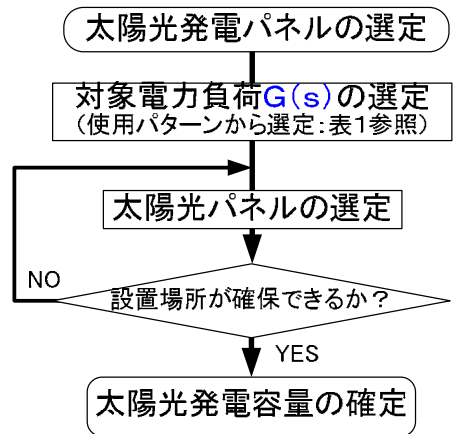 太陽光発電パネルの選定
対象電力負荷G(s)の選定
（使用パターンから選定：表１参照）
太陽光パネルの選定
NO
設置場所が確保できるか？
YES
太陽光発電容量の確定